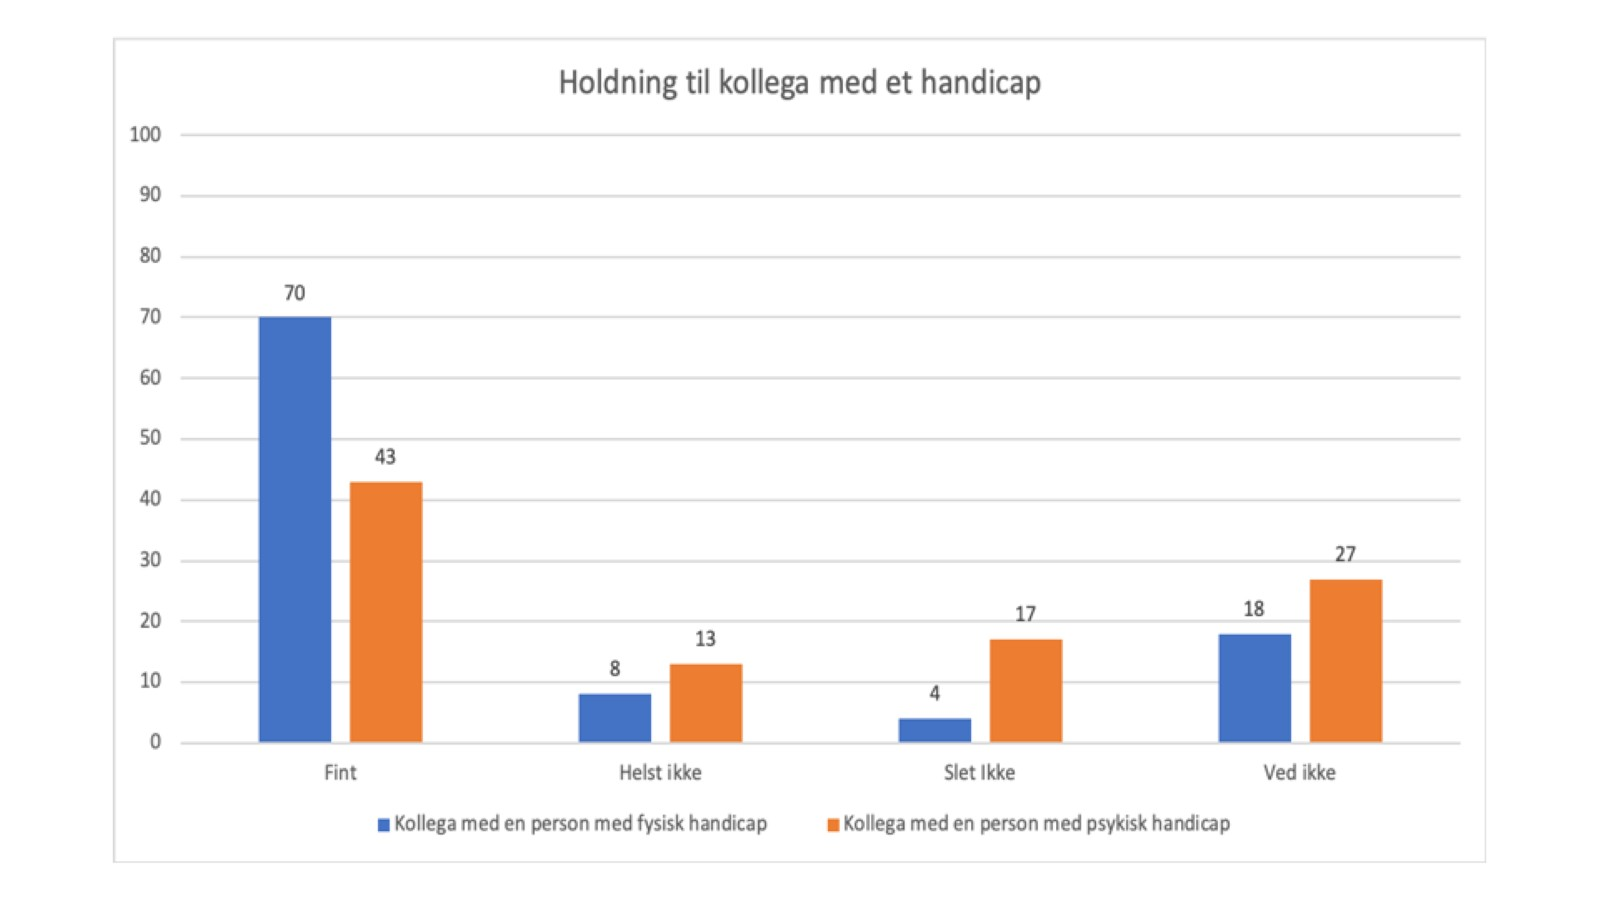 Holdning til kollega med et handicap
100
90
80
70
60
50
40
30
20
10
0
70
43
8
13
4
17
18
27
Fint
Helst ikke
Slet Ikke
Ved ikke
Kollega med en person med fysisk handicap
Kollega med en person med psykisk handicap